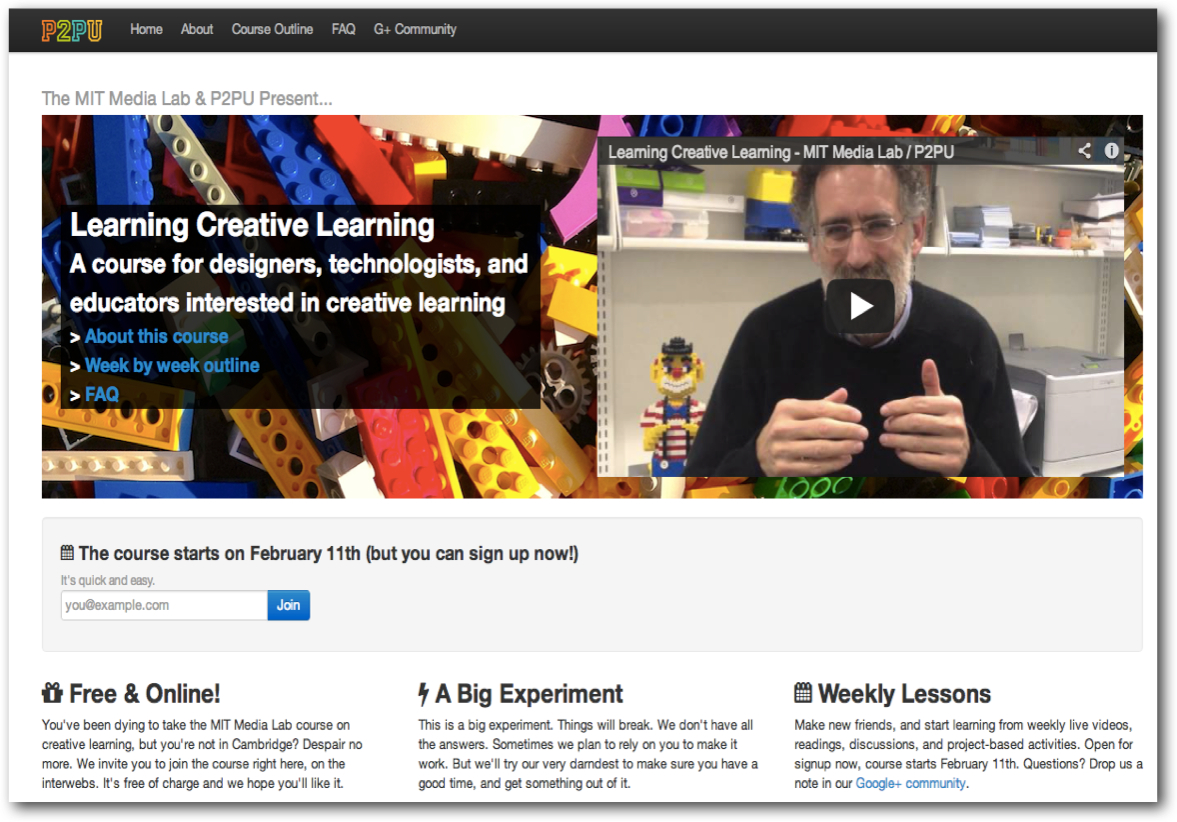 P2PU Home About Course Outline FAQ G+ Community
The MIT Media Lab & P2PU Present...
Learning Creative Learning
A course for designers, technologists, and
educators interested in creative learning
> About this course
> Week by week outline
> FAQ
Learning Creative Learning - MIT Media Lab / P2PU
The course starts on February 11th (but you can sign up now!)
It's quick and easy.
you@example.com Join
Free & Online!
You've been dying to take the MIT Media Lab course on
creative learning, but you're not in Cambridge? Despair no
more. We invite you to join the course right here, on the
interwebs. It's free of charge and we hope you'll like it.
A Big Experiment
This is a big experiment. Things will break. We don't have all
the answers. Sometimes we plan to rely on you to make it
work. But we'll try our very darndest to make sure you have a
good time, and get something out of it.
Weekly Lessons
Make new friends, and start learning from weekly live videos,
readings, discussions, and project-based activities. Open for
signup now, course starts February 11th. Questions? Drop us a
note in our Google+ community.